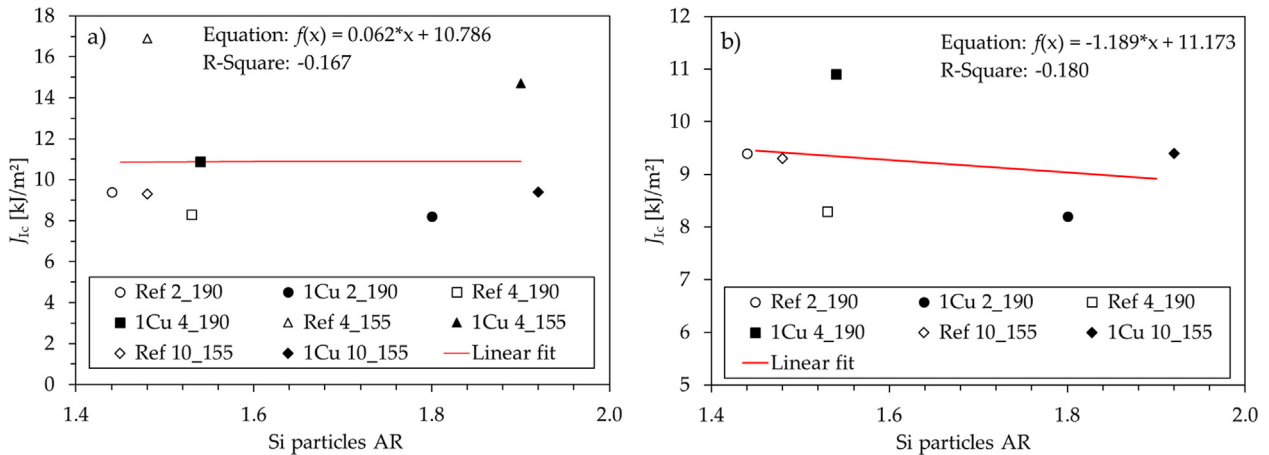 a)
Equation: f(x) = 0.062*x + 10.786
R-Square: -0.167
J_Ic [kJ/m²]
18
16
14
12
10
8
6
4
2
0
Ref 2_190 1Cu 2_190 Ref 4_190
1Cu 4_190 Ref 4_155 1Cu 4_155
Ref 10_155 1Cu 10_155 Linear fit
1.4 1.6 1.8 2.0
Si particles AR
b)
Equation: f(x) = -1.189*x + 11.173
R-Square: -0.180
J_Ic [kJ/m²]
12
11
10
9
8
7
6
5
Ref 2_190 1Cu 2_190 Ref 4_190
1Cu 4_190 Ref 10_155 1Cu 10_155
Linear fit
1.4 1.6 1.8 2.0
Si particles AR